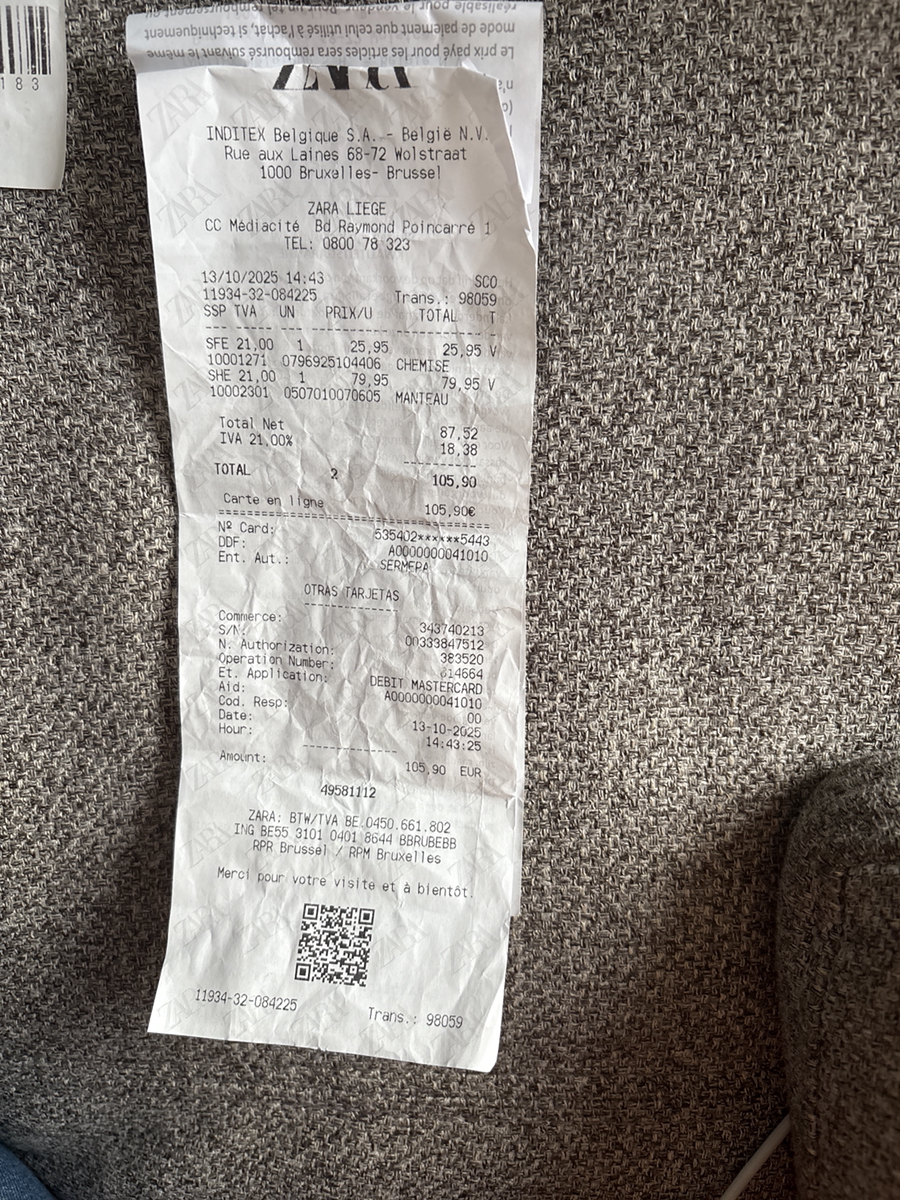 183
réalisable pour le vendeur
mode de paiement que celui utilisé à l'achat, si techniquement
Le prix payé pour les articles sera remboursé suivant le même
ZARA
INDITEX Belgique S.A. - België N.V.
Rue aux Laines 68-72 Wolstraat
1000 Bruxelles- Brussel
ZARA LIEGE
CC Médiacité Bd Raymond Poincarré 1
TEL: 0800 78 323
13/10/2025 14:43 SCO
11934-32-084225 Trans.: 98059
SSP TVA UN PRIX/U TOTAL T
SFE 21,00 1 25,95 25,95 V
10001271 0796925104406 CHEMISE
SHE 21,00 1 79,95 79,95 V
10002301 0507010070605 MANTEAU
Total Net 87,52
IVA 21,00% 18,38
TOTAL 2 105,90
Carte en ligne 105,90€
Nº Card: 535402******5443
DDF: A0000000041010
Ent. Aut.: SERMEPA
OTRAS TARJETAS
Commerce: 343740213
S/N: 00333847512
N. Authorization: 383520
Operation Number: 614664
Et. Application: DEBIT MASTERCARD
Aid: A0000000041010
Cod. Resp: 00
Date: 13-10-2025
Hour: 14:43:25
Amount: 105,90 EUR
49581112
ZARA: BTW/TVA BE.0450.661.802
ING BE55 3101 0401 8644 BBRUBEBB
RPR Brussel / RPM Bruxelles
Merci pour votre visite et à bientôt.
11934-32-084225 Trans.: 98059